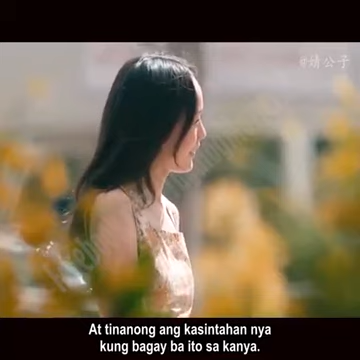 @靖公子
At tinanong ang kasintahan nya
kung bagay ba ito sa kanya.